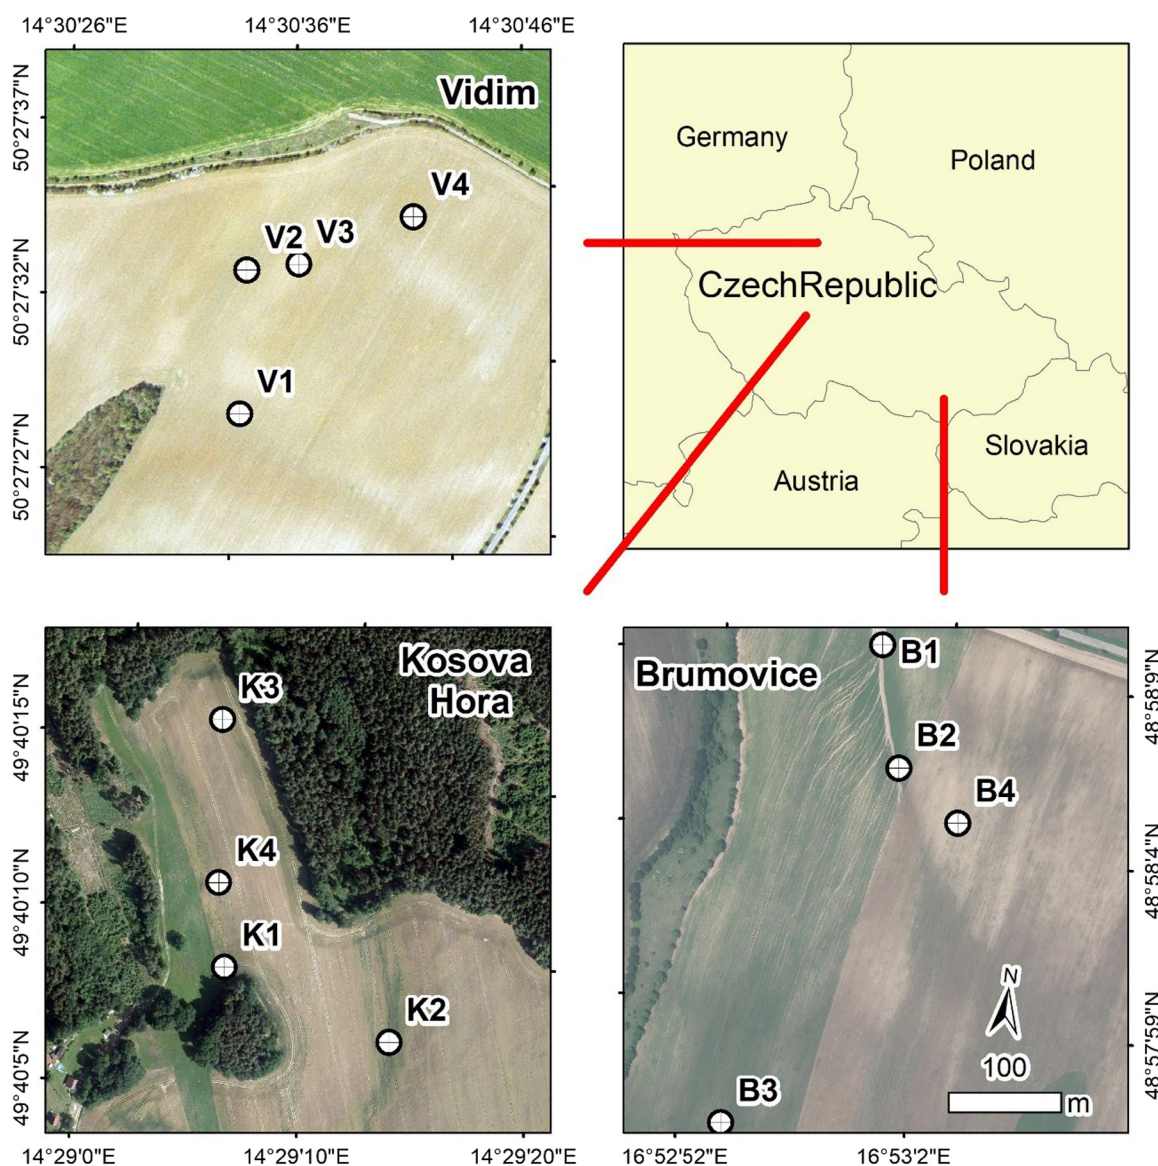 14°30'26"E
14°30'36"E
14°30'46"E
50°27'37"N
50°27'32"N
50°27'27"N
Vidim
V4
V3
V2
V1
Germany
Poland
CzechRepublic
Slovakia
Austria
Kosova
Hora
K3
K4
K1
K2
49°40'15"N
49°40'10"N
49°40'5"N
14°29'0"E
14°29'10"E
14°29'20"E
Brumovice
B1
B2
B4
B3
N
100
m
48°58'9"N
48°58'4"N
48°57'59"N
16°52'52"E
16°53'2"E